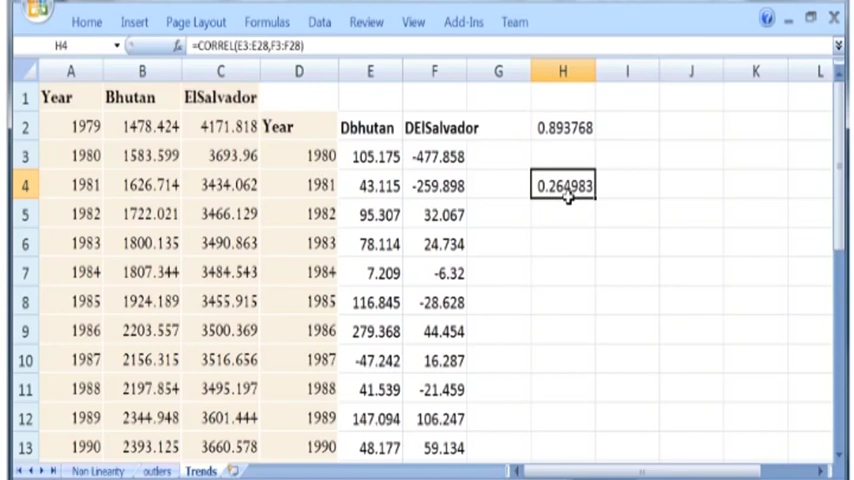 Home Insert Page Layout Formulas Data Review View Add-Ins Team
H4 fx =CORREL(E3:E28,F3:F28)
A B C D E F G H I J K L
1 Year Bhutan ElSalvador
2 1979 1478.424 4171.818 Year Dbhutan DElSalvador 0.893768
3 1980 1583.599 3693.96 1980 105.175 -477.858
4 1981 1626.714 3434.062 1981 43.115 -259.898 0.264983
5 1982 1722.021 3466.129 1982 95.307 32.067
6 1983 1800.135 3490.863 1983 78.114 24.734
7 1984 1807.344 3484.543 1984 7.209 -6.32
8 1985 1924.189 3455.915 1985 116.845 -28.628
9 1986 2203.557 3500.369 1986 279.368 44.454
10 1987 2156.315 3516.656 1987 -47.242 16.287
11 1988 2197.854 3495.197 1988 41.539 -21.459
12 1989 2344.948 3601.444 1989 147.094 106.247
13 1990 2393.125 3660.578 1990 48.177 59.134
Non Linearity outliers Trends